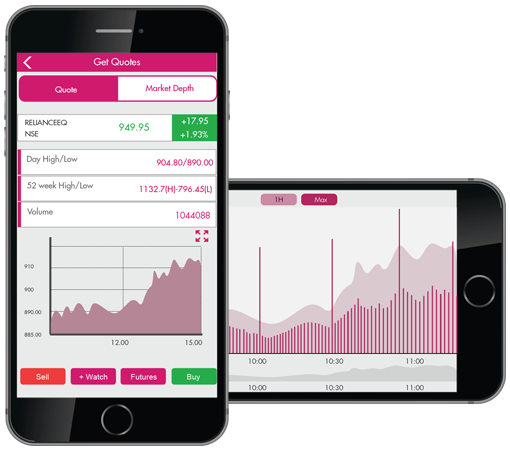 Get Quotes
Quote
Market Depth
RELIANCEEQ
NSE
949.95
+17.95
+1.93%
Day High/Low
904.80/890.00
52 week High/Low
1132.7(H)-796.45(L)
Volume
1044088
910
900
890.00
885.00
12.00
15.00
Sell
+ Watch
Futures
Buy
1H
Max
10:00
10:30
11:00
10:00
10:30
11:00